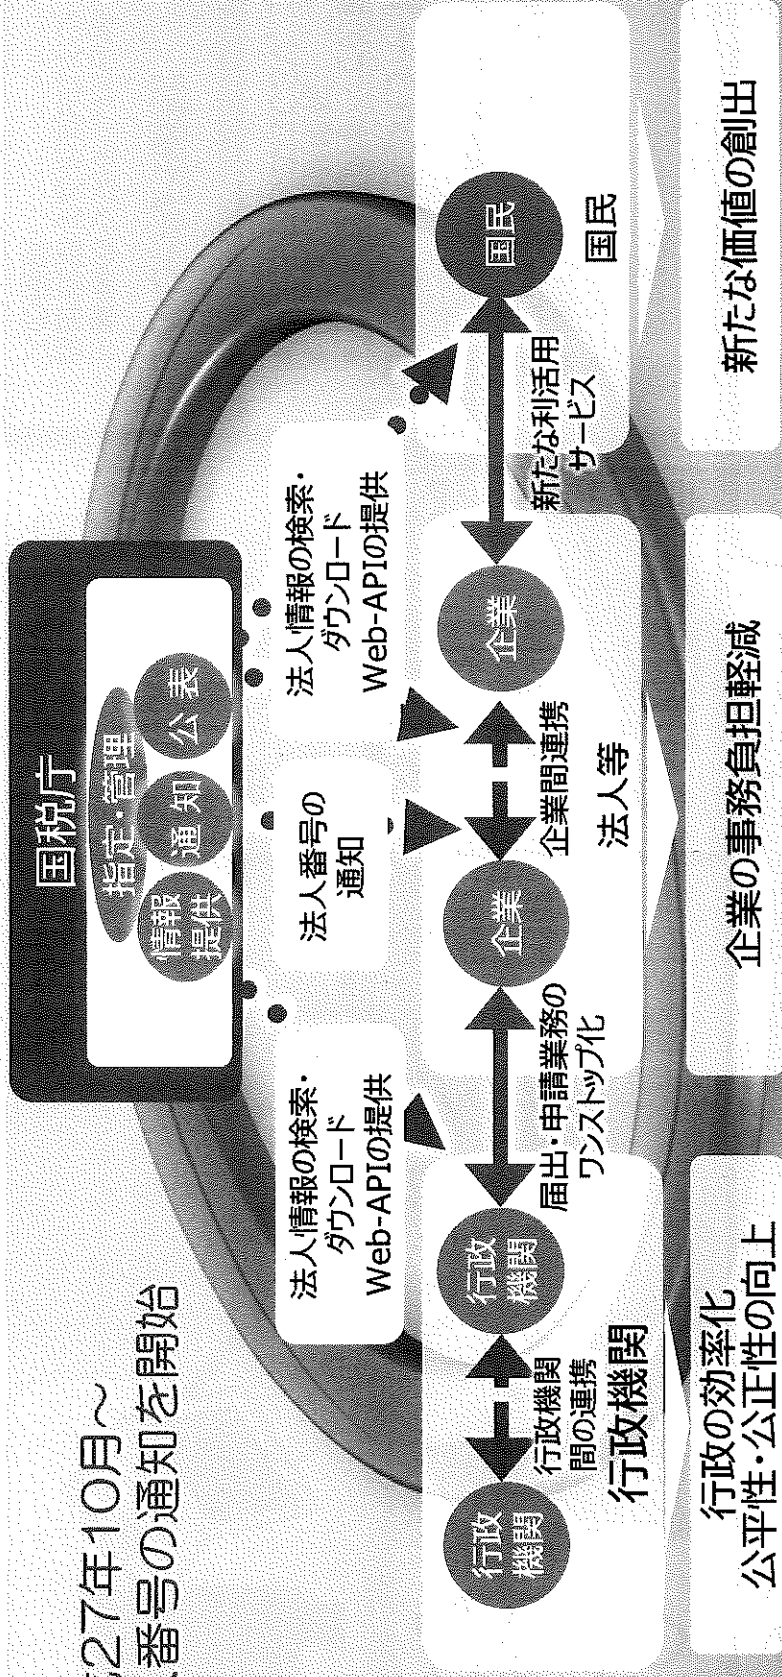 27年10月～
番号の通知を開始
国税庁
指定・管理
情報
提供
通知
公表
法人情報の検索・
ダウンロード
Web-APIの提供
法人番号の
通知
法人情報の検索・
ダウンロード
Web-APIの提供
行政
機関
行政機関
間の連携
行政
機関
行政機関
届出・申請業務の
ワンストップ化
企業
企業間連携
企業
法人等
新たな利活用
サービス
国民
国民
行政の効率化
公平性・公正性の向上
企業の事務負担軽減
新たな価値の創出